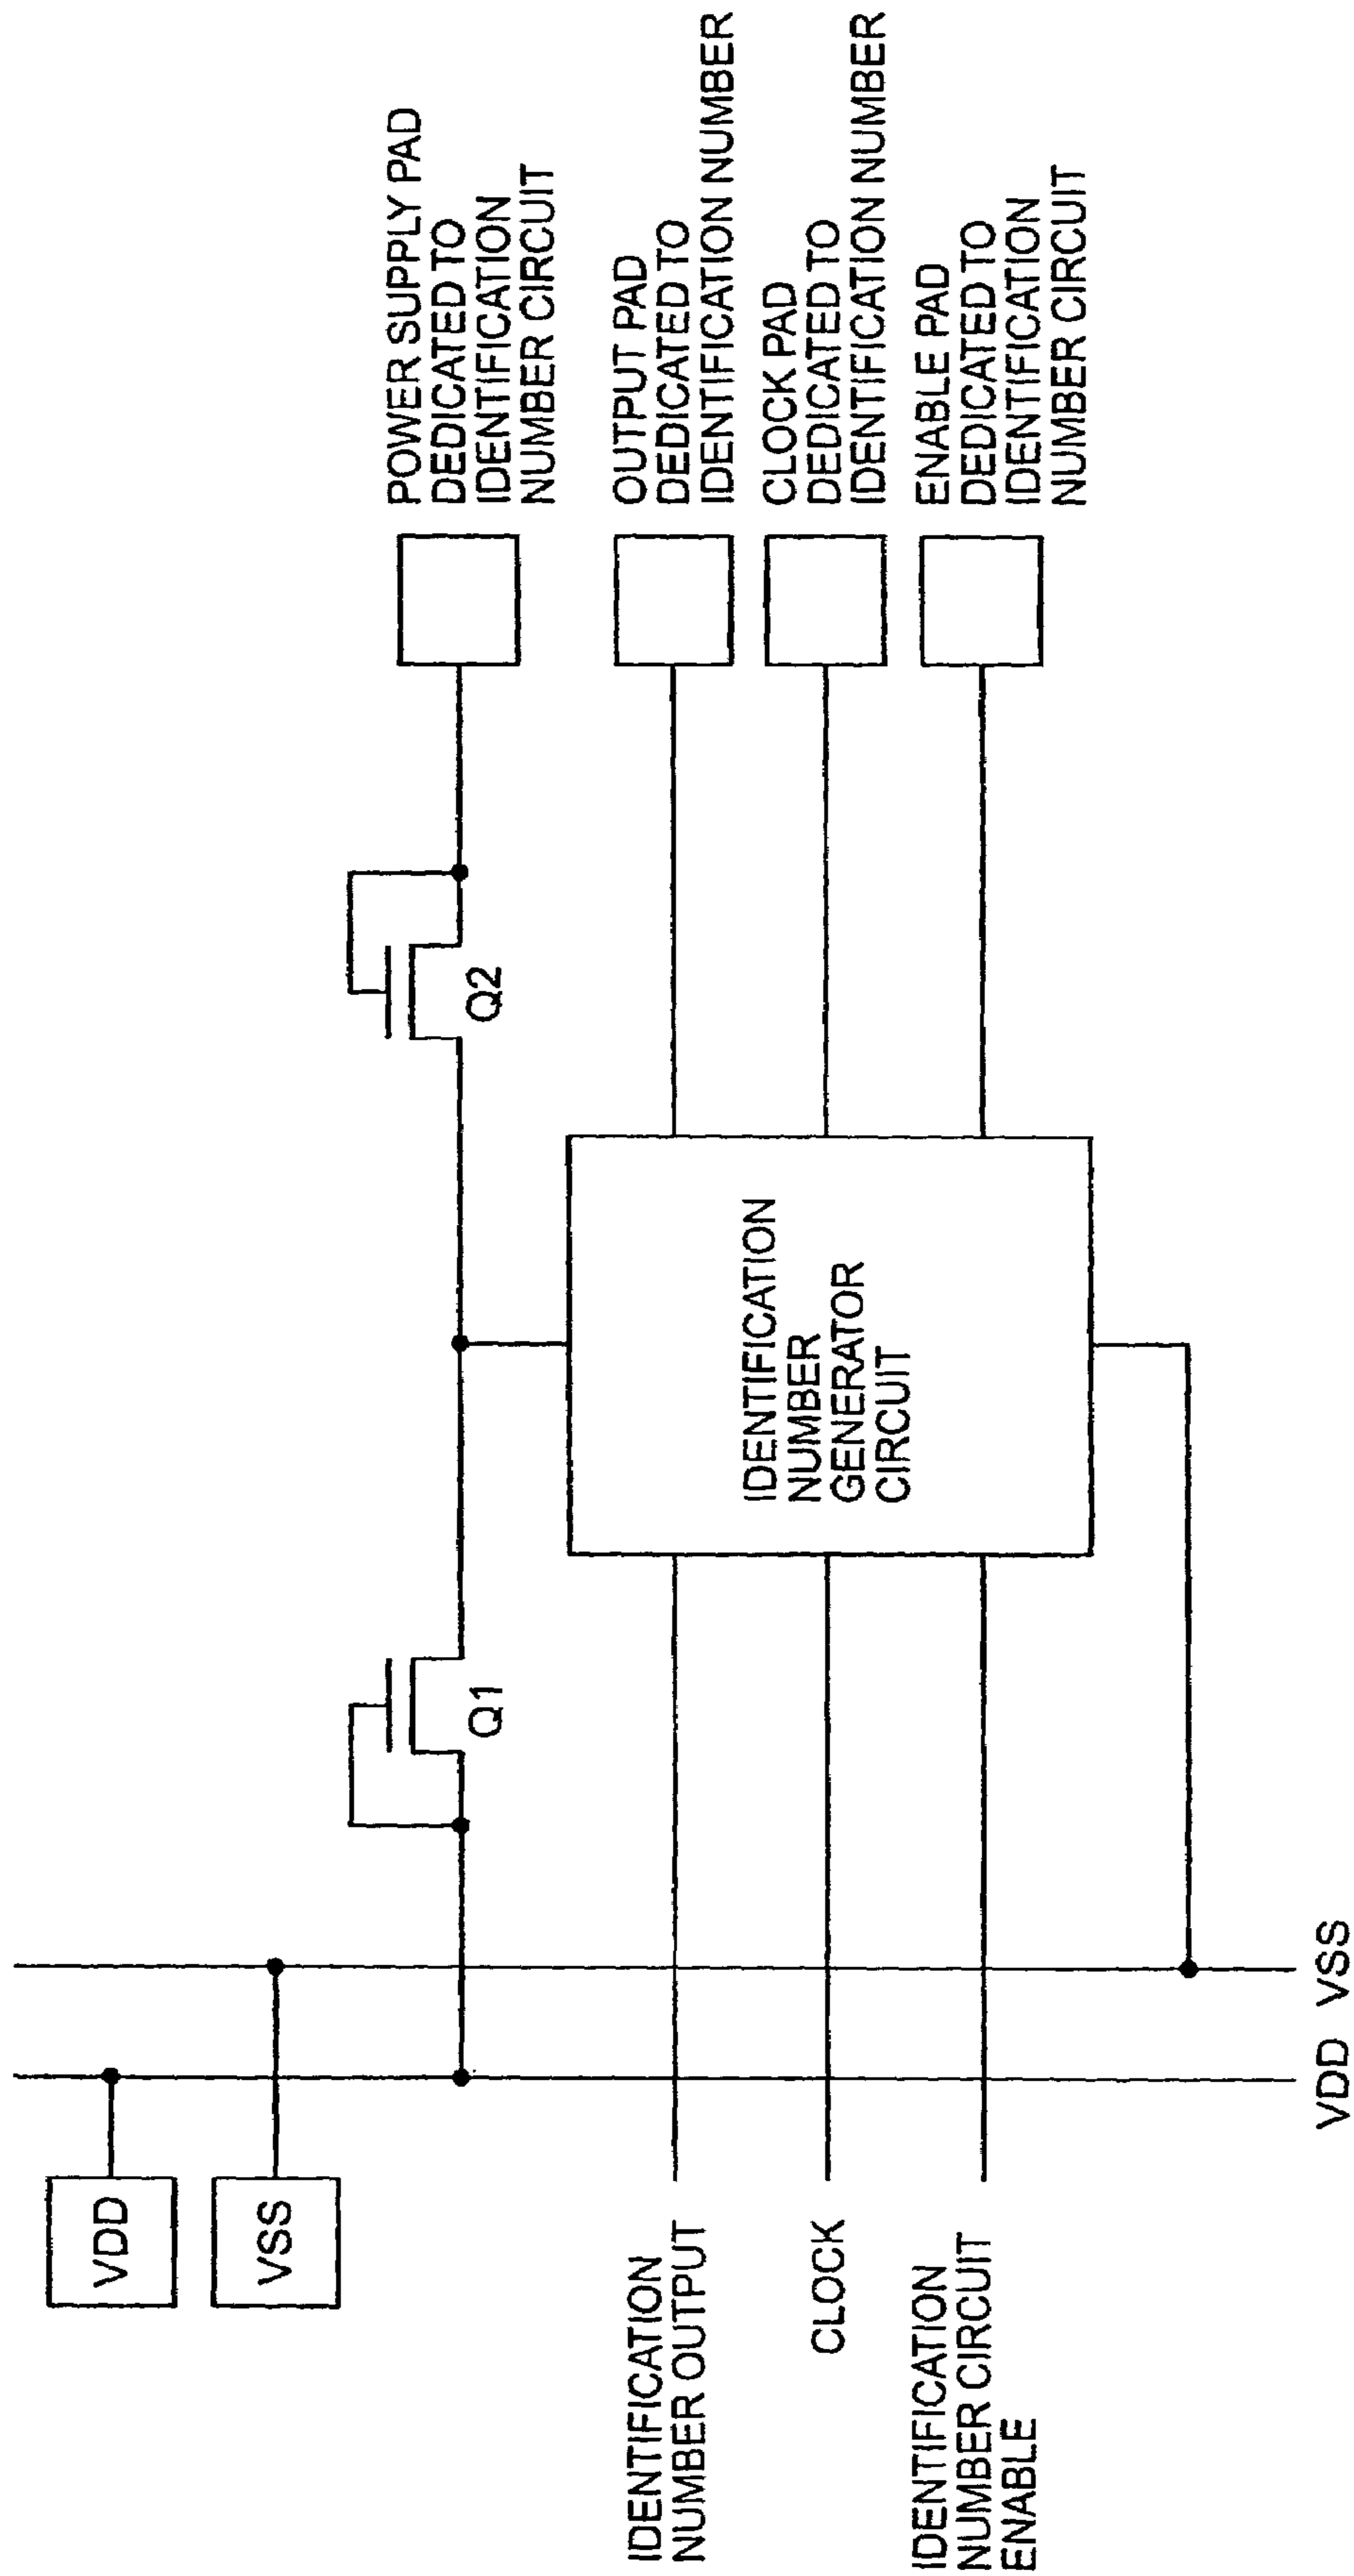 VDD
VSS
POWER SUPPLY PAD
DEDICATED TO
IDENTIFICATION
NUMBER CIRCUIT
Q1
Q2
IDENTIFICATION
NUMBER OUTPUT
CLOCK
IDENTIFICATION
NUMBER CIRCUIT
ENABLE
IDENTIFICATION
NUMBER
GENERATOR
CIRCUIT
OUTPUT PAD
DEDICATED TO
IDENTIFICATION NUMBER
CLOCK PAD
DEDICATED TO
IDENTIFICATION NUMBER
ENABLE PAD
DEDICATED TO
IDENTIFICATION
NUMBER CIRCUIT
VDD VSS